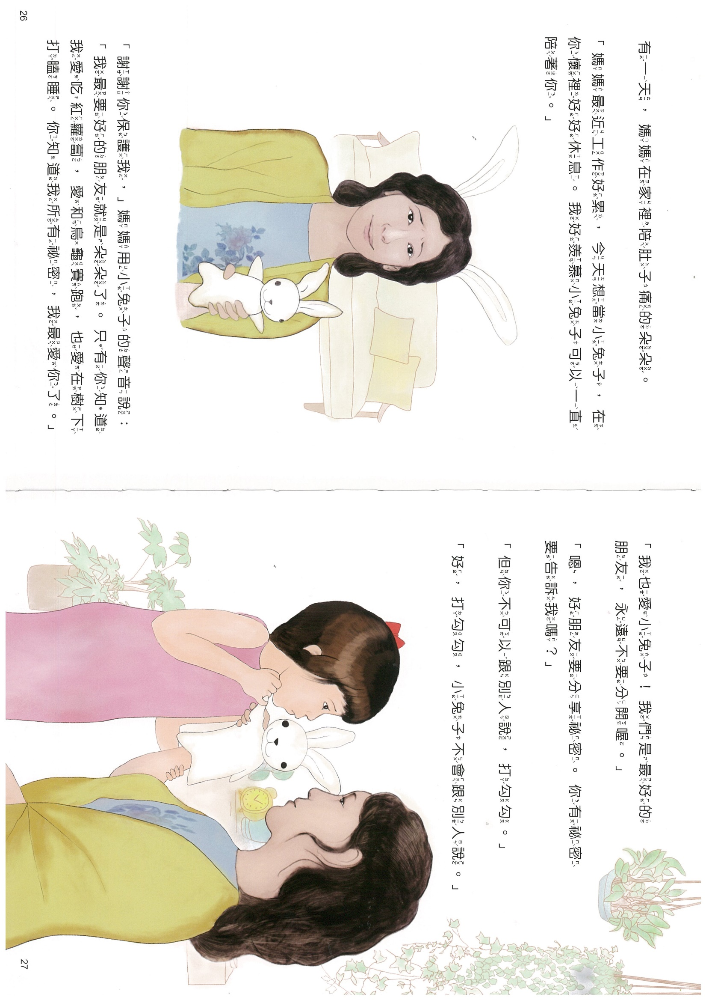 有一天，媽媽在家裡陪肚子痛的朵朵。
「媽媽最近工作好累，今天想當小兔子，在
你懷裡好好休息。我好羨慕小兔子可以一直
陪著你。」
「謝謝你保護我，」媽媽用小兔子的聲音說：
「我最要好的朋友就是朵朵了。只有你知道
我愛吃紅蘿蔔，愛和烏龜賽跑，也愛在樹下
打瞌睡。你知道我所有祕密，我最愛你了。」
26
「我也愛小兔子！我們是最好的
朋友，永遠不要分開喔。」
「嗯，好朋友要分享祕密。你有祕密
要告訴我嗎？」
「但你不可以跟別人說，打勾勾。」
「好，打勾勾，小兔子不會跟別人說。」
27